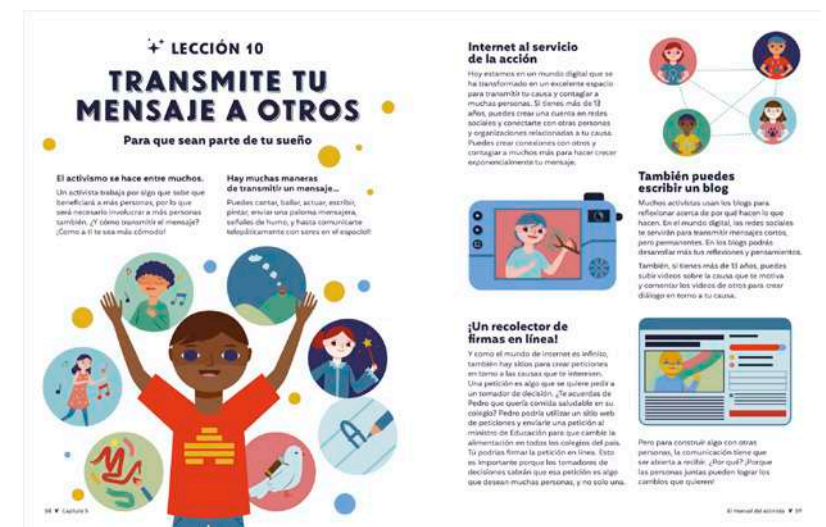 LECCIÓN 10
TRANSMITE TU
MENSAJE A OTROS
Para que sean parte de tu sueño
El activismo se hace entre muchos.
Un activista trabaja por algo que sabe que
beneficiará a más personas, por lo que
será necesario involucrar a más personas
también. ¿Y cómo transmitir el mensaje?
¡Como a ti te sea más cómodo!
Hay muchas maneras
de transmitir un mensaje...
Puedes cantar, bailar, actuar, escribir,
pintar, enviar una paloma mensajera,
señales de humo, y hasta comunicarte
telepáticamente con seres en el espacio!!
58 Capítulo 5
Internet al servicio
de la acción
Hoy estamos en un mundo digital que se
ha transformado en un excelente espacio
para transmitir tu causa y contagiar a
muchas personas. Si tienes más de 13
años, puedes crear una cuenta en redes
sociales y conectarte con otras personas
y organizaciones relacionadas a tu causa.
Puedes crear conexiones con otros y
contagiar a muchos más para hacer crecer
exponencialmente tu mensaje.
¡Un recolector de
firmas en línea!
Y como el mundo de internet es infinito,
también hay sitios para crear peticiones
en torno a las causas que te interesen.
Una petición es algo que se quiere pedir a
un tomador de decisión. ¿Te acuerdas de
Pedro que quería comida saludable en su
colegio? Pedro podría utilizar un sitio web
de peticiones y enviarle una petición al
ministro de Educación para que cambie la
alimentación en todos los colegios del país.
Tú podrías firmar la petición en línea. Esto
es importante porque los tomadores de
decisiones sabrán que esa petición es algo
que desean muchas personas, y no solo una.
También puedes
escribir un blog
Muchos activistas usan los blogs para
reflexionar acerca de por qué hacen lo que
hacen. En el mundo digital, las redes sociales
te servirán para transmitir mensajes cortos,
pero permanentes. En los blogs podrás
desarrollar más tus reflexiones y pensamientos.
También, si tienes más de 13 años, puedes
subir videos sobre la causa que te motiva
y comentar los videos de otros para crear
diálogo en torno a tu causa.
Pero para construir algo con otras
personas, la comunicación tiene que
ser abierta a recibir. ¿Por qué? ¡Porque
las personas juntas pueden lograr los
cambios que quieren!
El manual del activista 59